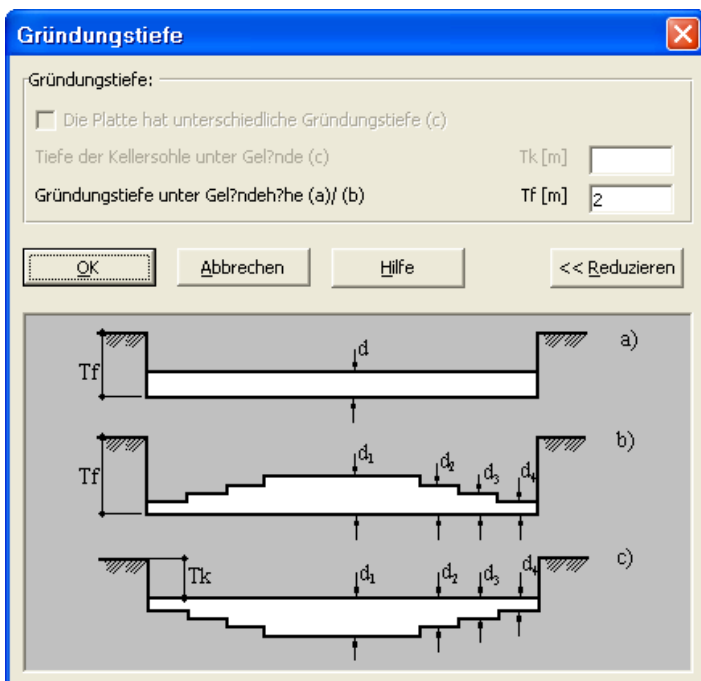 Gründungstiefe
Gründungstiefe:
Die Platte hat unterschiedliche Gründungstiefe (c)
Tiefe der Kellersohle unter Gel?nde (c) Tk [m]
Gründungstiefe unter Gel?ndeh?he (a)/ (b) Tf [m] 2
OK Abbrechen Hilfe << Reduzieren
Tf d a)
Tf d1 d2 d3 d4 b)
Tk d1 d2 d3 d4 c)